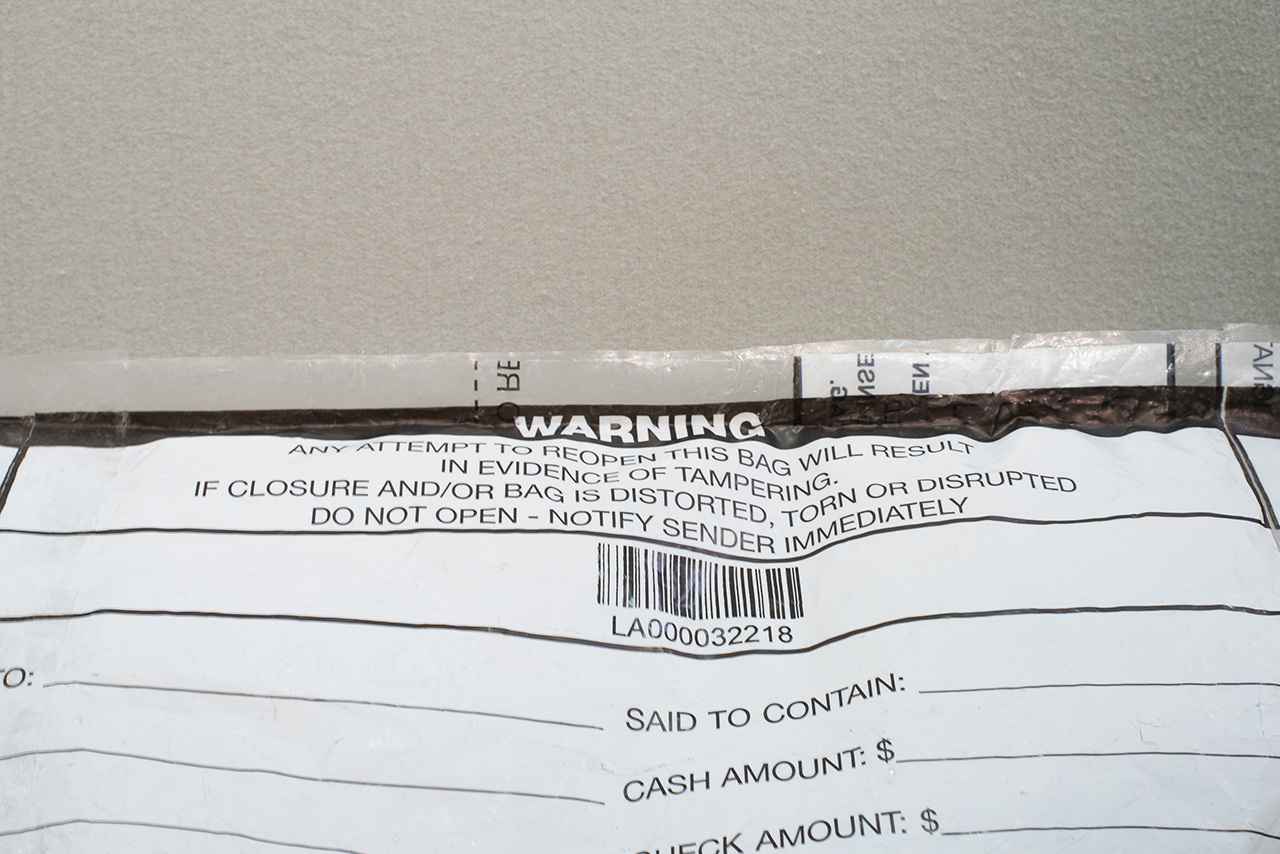 WARNING
ANY ATTEMPT TO REOPEN THIS BAG WILL RESULT
IN EVIDENCE OF TAMPERING.
IF CLOSURE AND/OR BAG IS DISTORTED, TORN OR DISRUPTED
DO NOT OPEN - NOTIFY SENDER IMMEDIATELY
LA000032218
TO:
SAID TO CONTAIN:
CASH AMOUNT: $
CHECK AMOUNT: $